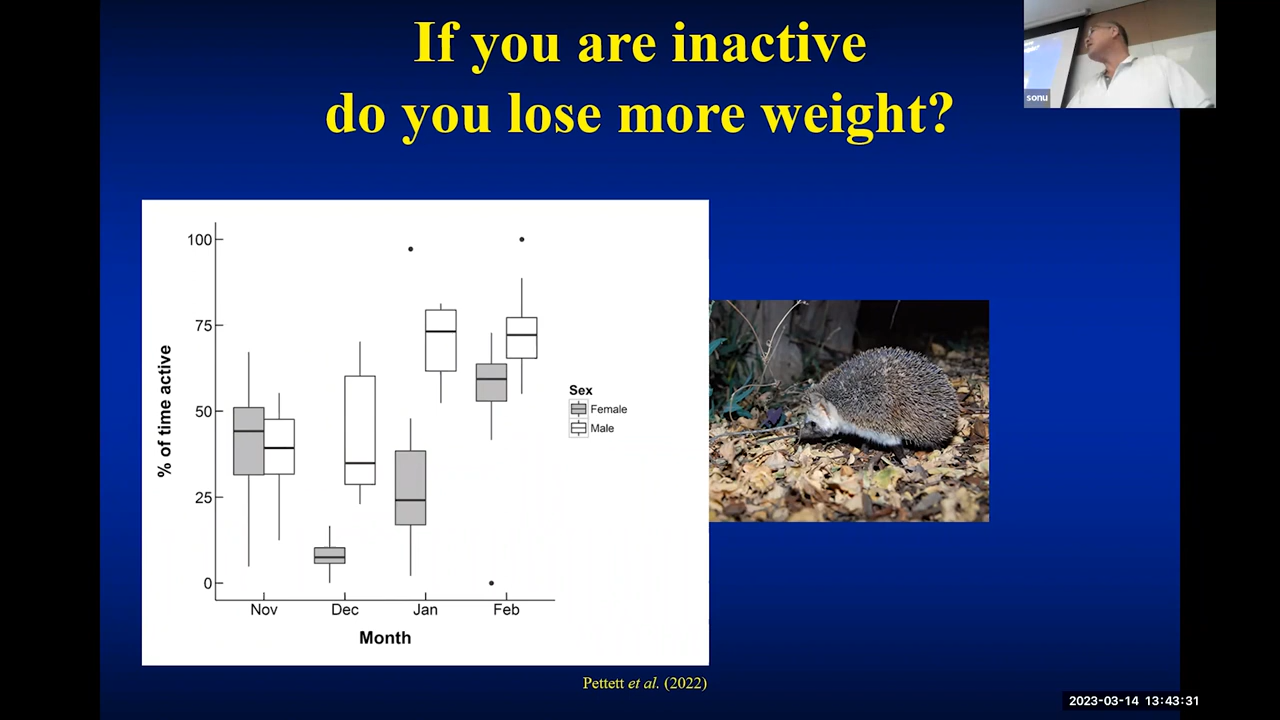 If you are inactive
do you lose more weight?
sonu
100
75
50
25
0
% of time active
Nov Dec Jan Feb
Month
Sex
Female
Male
Pettett et al. (2022)
2023-03-14 13:43:31